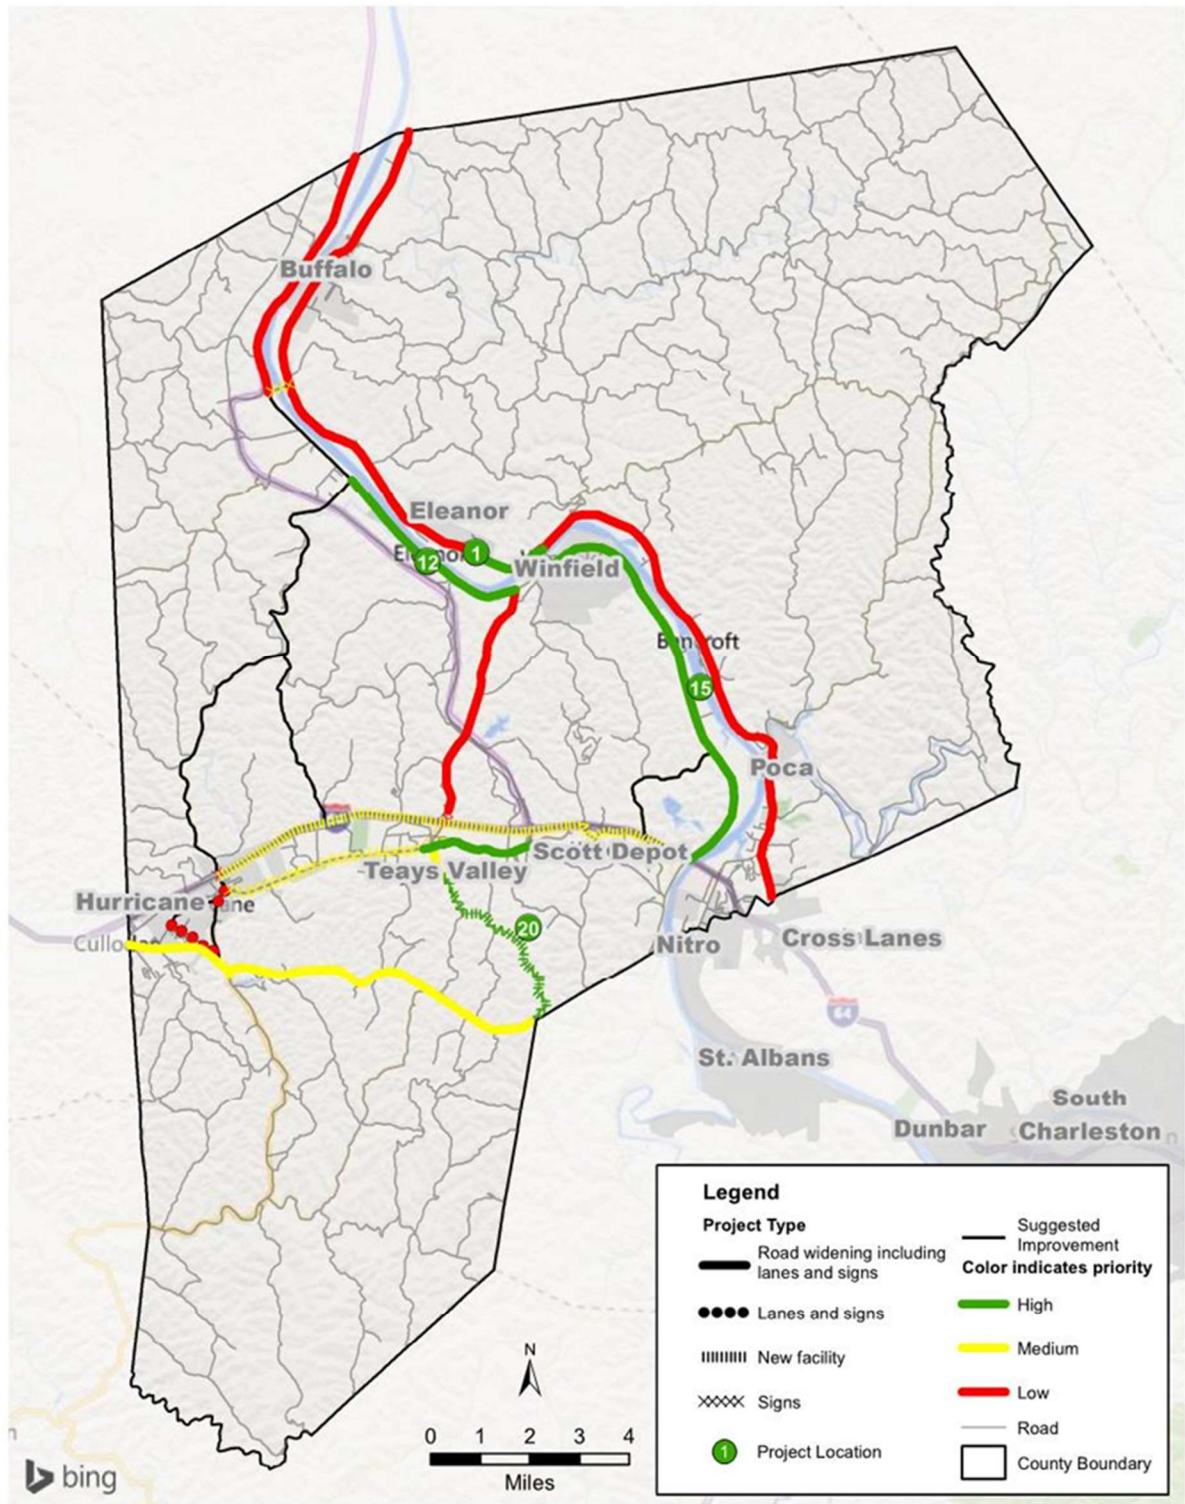 Buffalo
Eleanor
1
12
Winfield
15
Poca
Scott Depot
Teays Valley
Hurricane
20
Nitro
Cross Lanes
64
St. Albans
South
Charleston
Dunbar
Legend
Project Type
Road widening including
lanes and signs
Lanes and signs
New facility
Signs
1 Project Location
Suggested
Improvement
Color indicates priority
High
Medium
Low
Road
County Boundary
N
0 1 2 3 4
Miles
bing